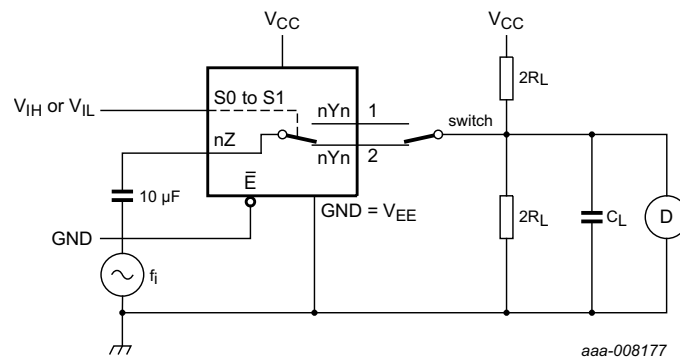 VCC
VCC
2RL
VIH or VIL
S0 to S1
nYn
1
switch
nZ
nYn
2
E̅
10 µF
GND = VEE
2RL
CL
D
GND
fi
aaa-008177